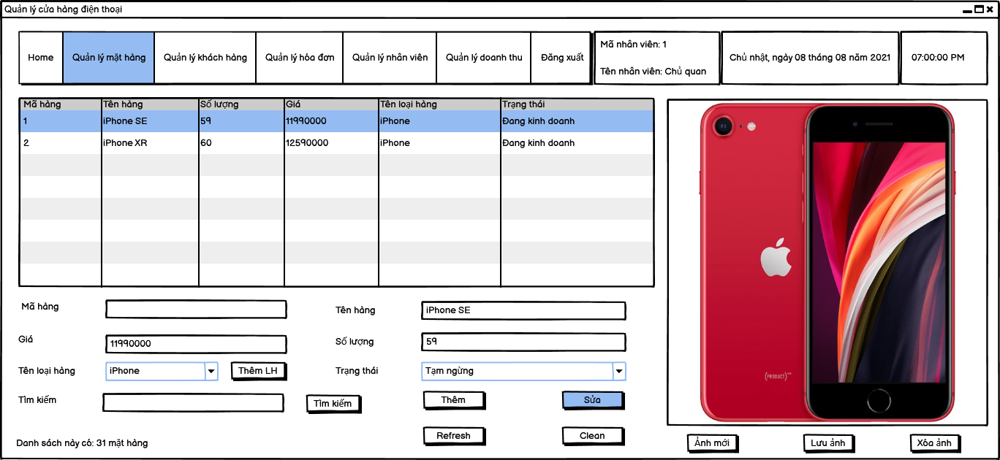 Quản lý cửa hàng điện thoại
Home Quản lý mặt hàng Quản lý khách hàng Quản lý hóa đơn Quản lý nhân viên Quản lý doanh thu Đăng xuất
Mã nhân viên: 1
Tên nhân viên: Chủ quan
Chủ nhật, ngày 08 tháng 08 năm 2021
07:00:00 PM
Mã hàng Tên hàng Số lượng Giá Tên loại hàng Trạng thái
1 iPhone SE 59 11990000 iPhone Đang kinh doanh
2 iPhone XR 60 12590000 iPhone Đang kinh doanh
(PRODUCT)
Mã hàng
Tên hàng iPhone SE
Giá 11990000
Số lượng 59
Tên loại hàng iPhone Thêm LH
Trạng thái Tạm ngừng
Tìm kiếm Tìm kiếm
Thêm Sửa
Refresh Clean
Danh sách này có: 31 mặt hàng
Ảnh mới Lưu ảnh Xóa ảnh